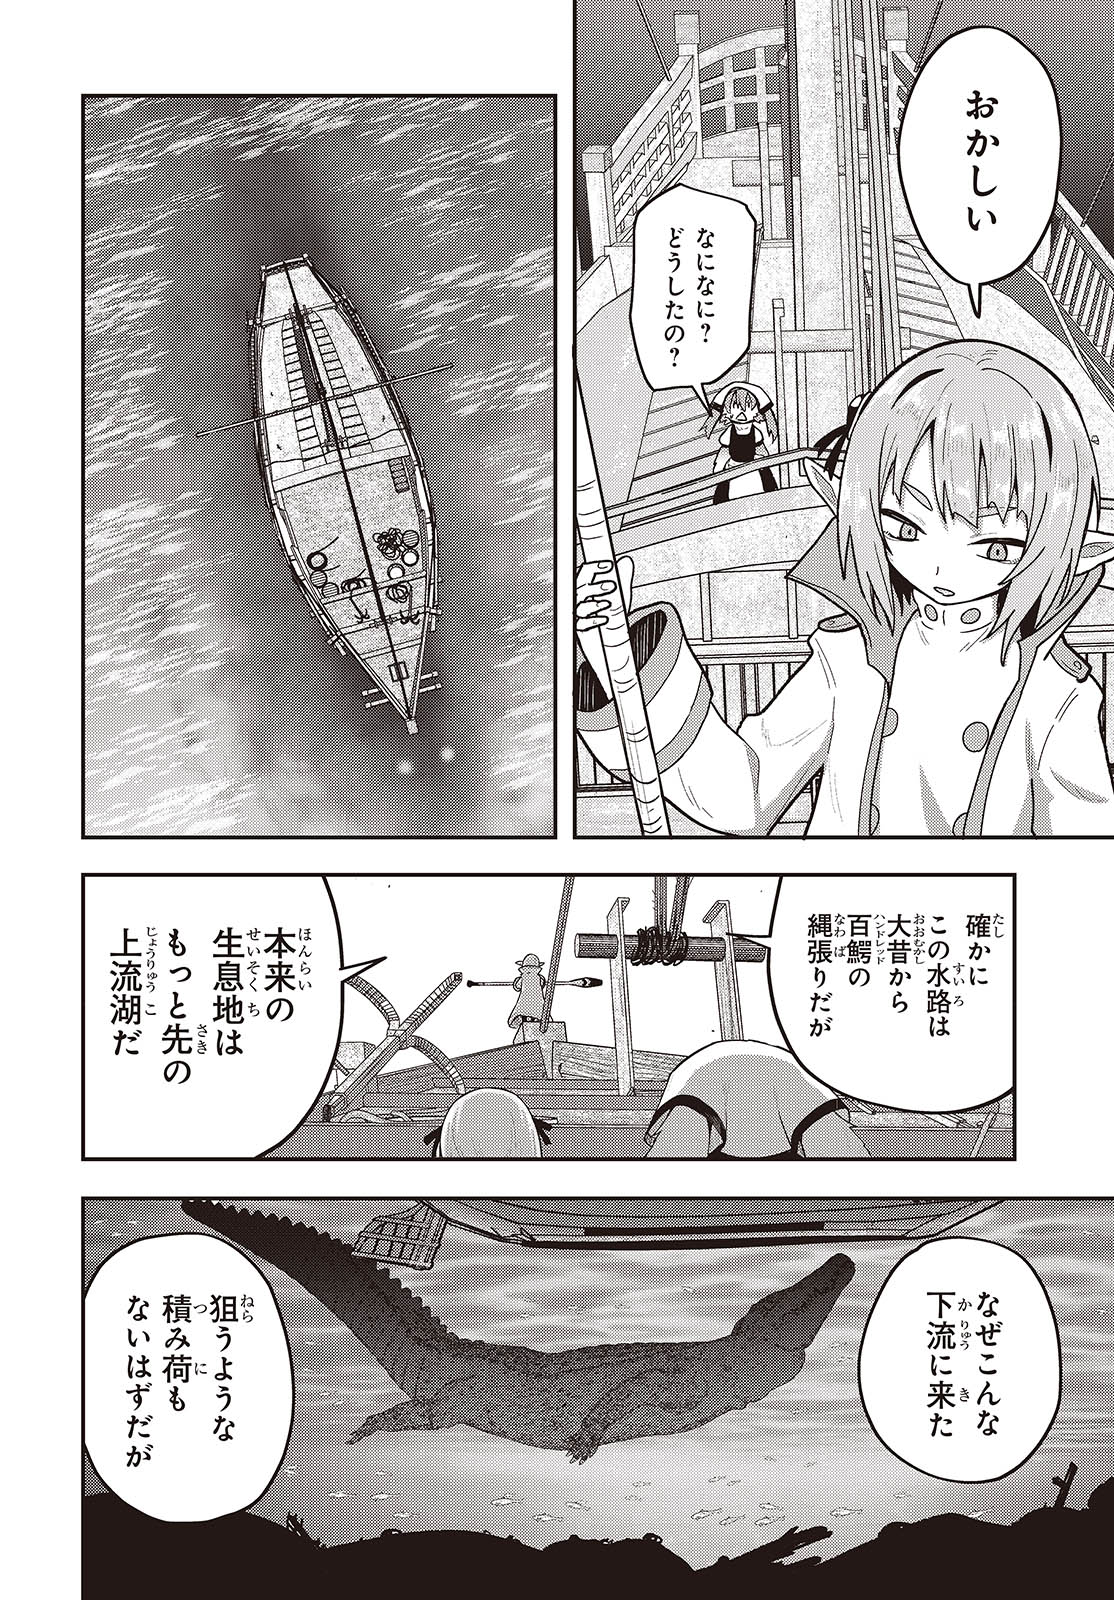 おかしい
なになに？
どうしたの？
確かに
この水路は
大昔から
百鰐の
縄張りだが
本来の
生息地は
もっと先の
上流湖だ
なぜこんな
下流に来た
狙うような
積み荷も
ないはずだが